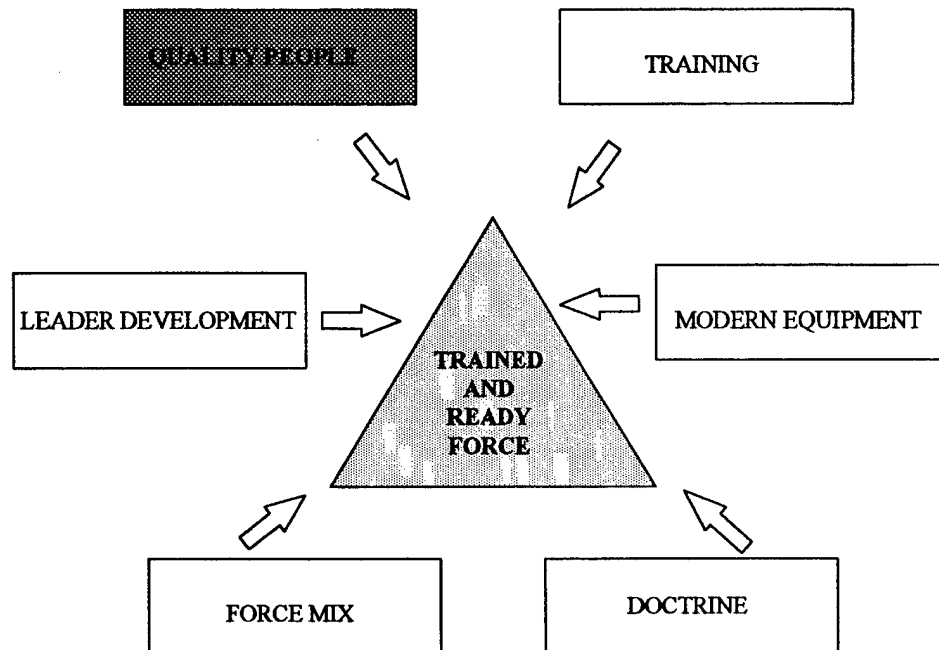 QUALITY PEOPLE
TRAINING
LEADER DEVELOPMENT
MODERN EQUIPMENT
TRAINED
AND
READY
FORCE
FORCE MIX
DOCTRINE